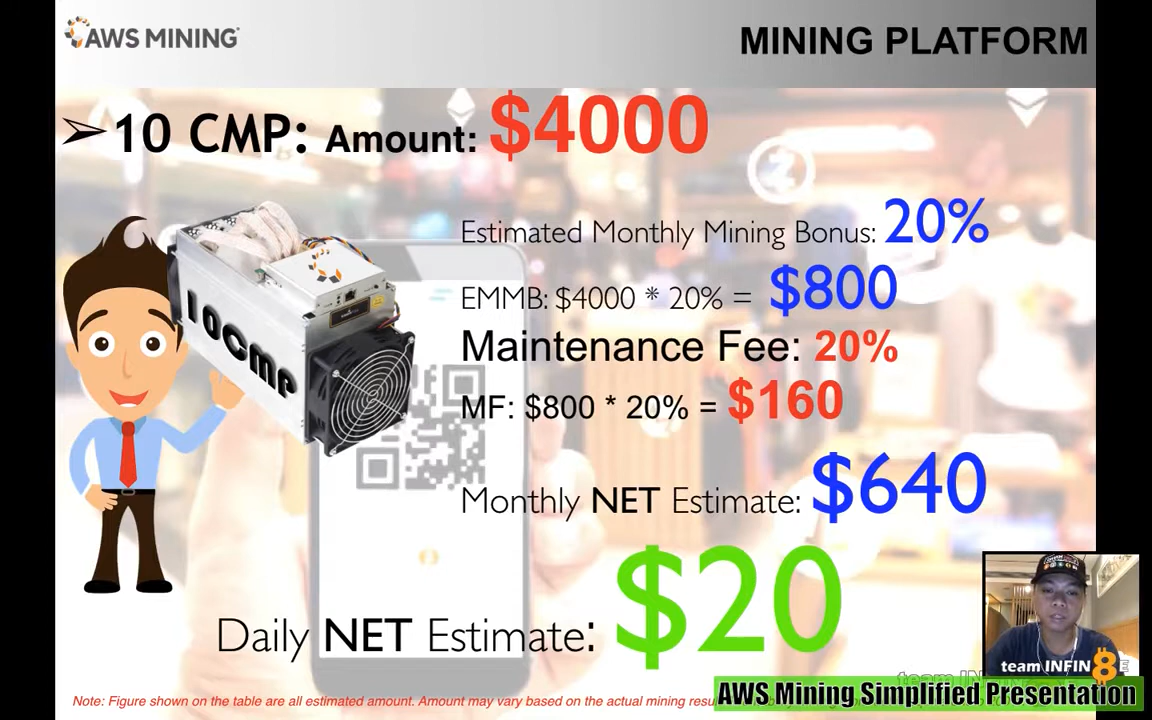 AWS MINING
MINING PLATFORM
➢10 CMP: Amount: $4000
Estimated Monthly Mining Bonus: 20%
EMMB: $4000 * 20% = $800
10CMP
Maintenance Fee: 20%
MF: $800 * 20% = $160
Monthly NET Estimate: $640
Daily NET Estimate: $20
team INFIN8
Note: Figure shown on the table are all estimated amount. Amount may vary based on the actual mining
AWS Mining Simplified Presentation